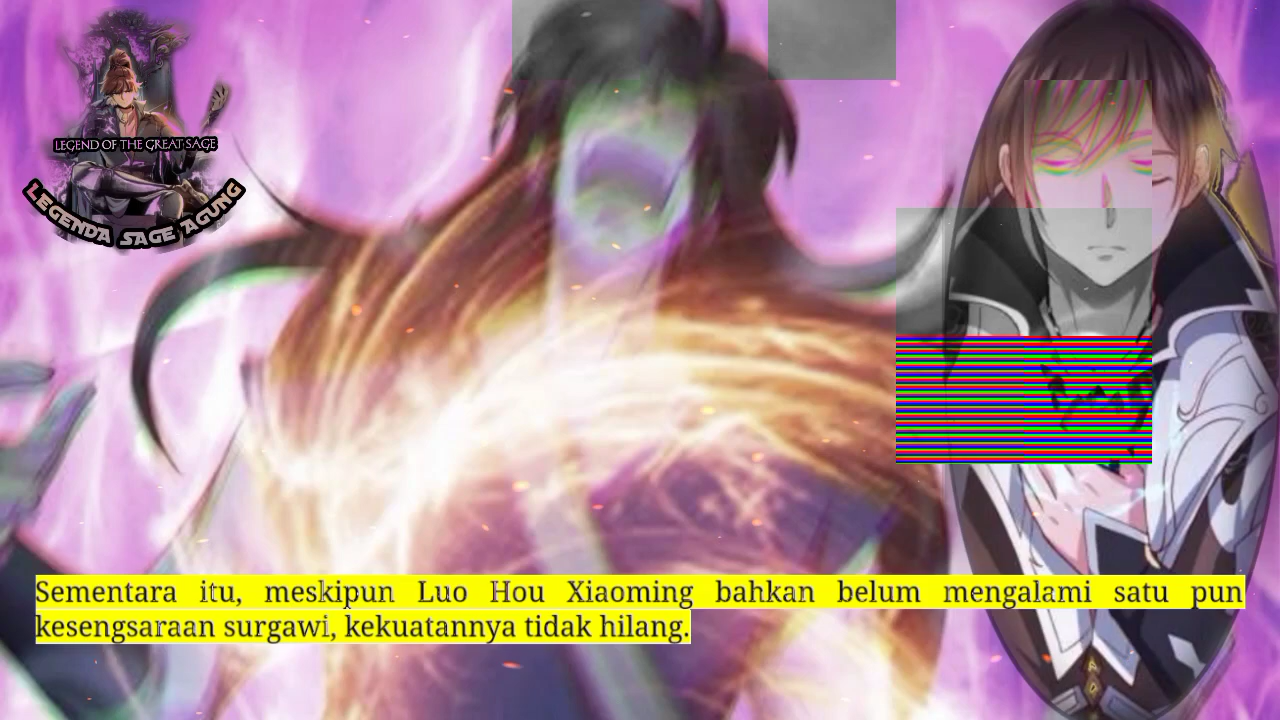 LEGEND OF THE GREAT SAGE
LEGENDA SAGE AGUNG
Sementara itu, meskipun Luo Hou Xiaoming bahkan belum mengalami satu pun
kesengsaraan surgawi, kekuatannya tidak hilang.